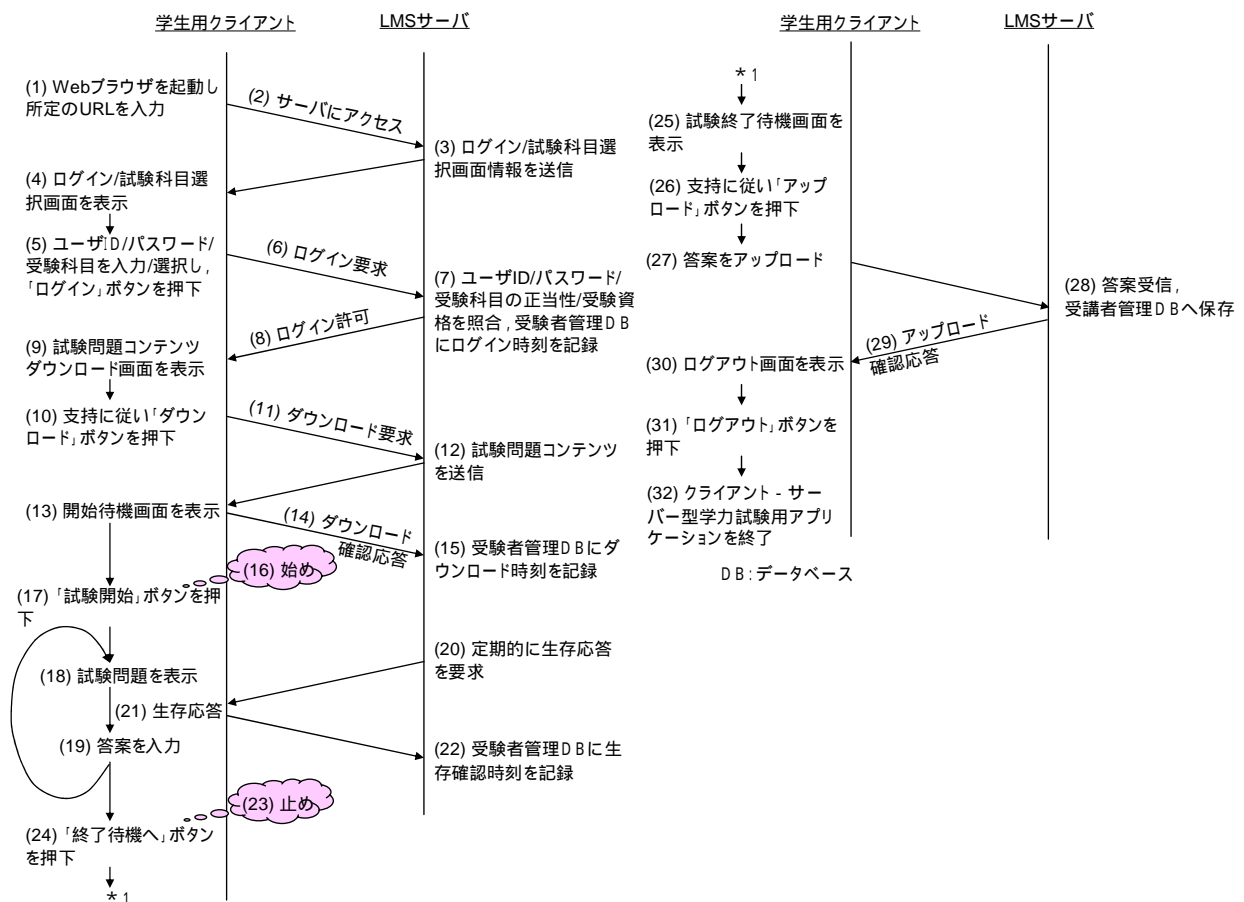 学生用クライアント
LMSサーバ
(1) Webブラウザを起動し
所定のURLを入力
(2) サーバにアクセス
(3) ログイン/試験科目選
択画面情報を送信
(4) ログイン/試験科目選
択画面を表示
(5) ユーザID/パスワード/
受験科目を入力/選択し,
「ログイン」ボタンを押下
(6) ログイン要求
(7) ユーザID/パスワード/
受験科目の正当性/受験資
格を照合,受験者管理DB
にログイン時刻を記録
(8) ログイン許可
(9) 試験問題コンテンツ
ダウンロード画面を表示
(10) 支持に従い「ダウン
ロード」ボタンを押下
(11) ダウンロード要求
(12) 試験問題コンテンツ
を送信
(13) 開始待機画面を表示
(14) ダウンロード
確認応答
(15) 受験者管理DBにダ
ウンロード時刻を記録
(16) 始め
(17) 「試験開始」ボタンを押
下
(18) 試験問題を表示
(20) 定期的に生存応答
を要求
(21) 生存応答
(19) 答案を入力
(22) 受験者管理DBに生
存確認時刻を記録
(23) 止め
(24) 「終了待機へ」ボタン
を押下
*1
学生用クライアント
LMSサーバ
*1
(25) 試験終了待機画面を
表示
(26) 支持に従い「アップ
ロード」ボタンを押下
(27) 答案をアップロード
(28) 答案受信,
受講者管理DBへ保存
(29) アップロード
確認応答
(30) ログアウト画面を表示
(31) 「ログアウト」ボタンを
押下
(32) クライアント - サー
バー型学力試験用アプリ
ケーションを終了
DB:データベース